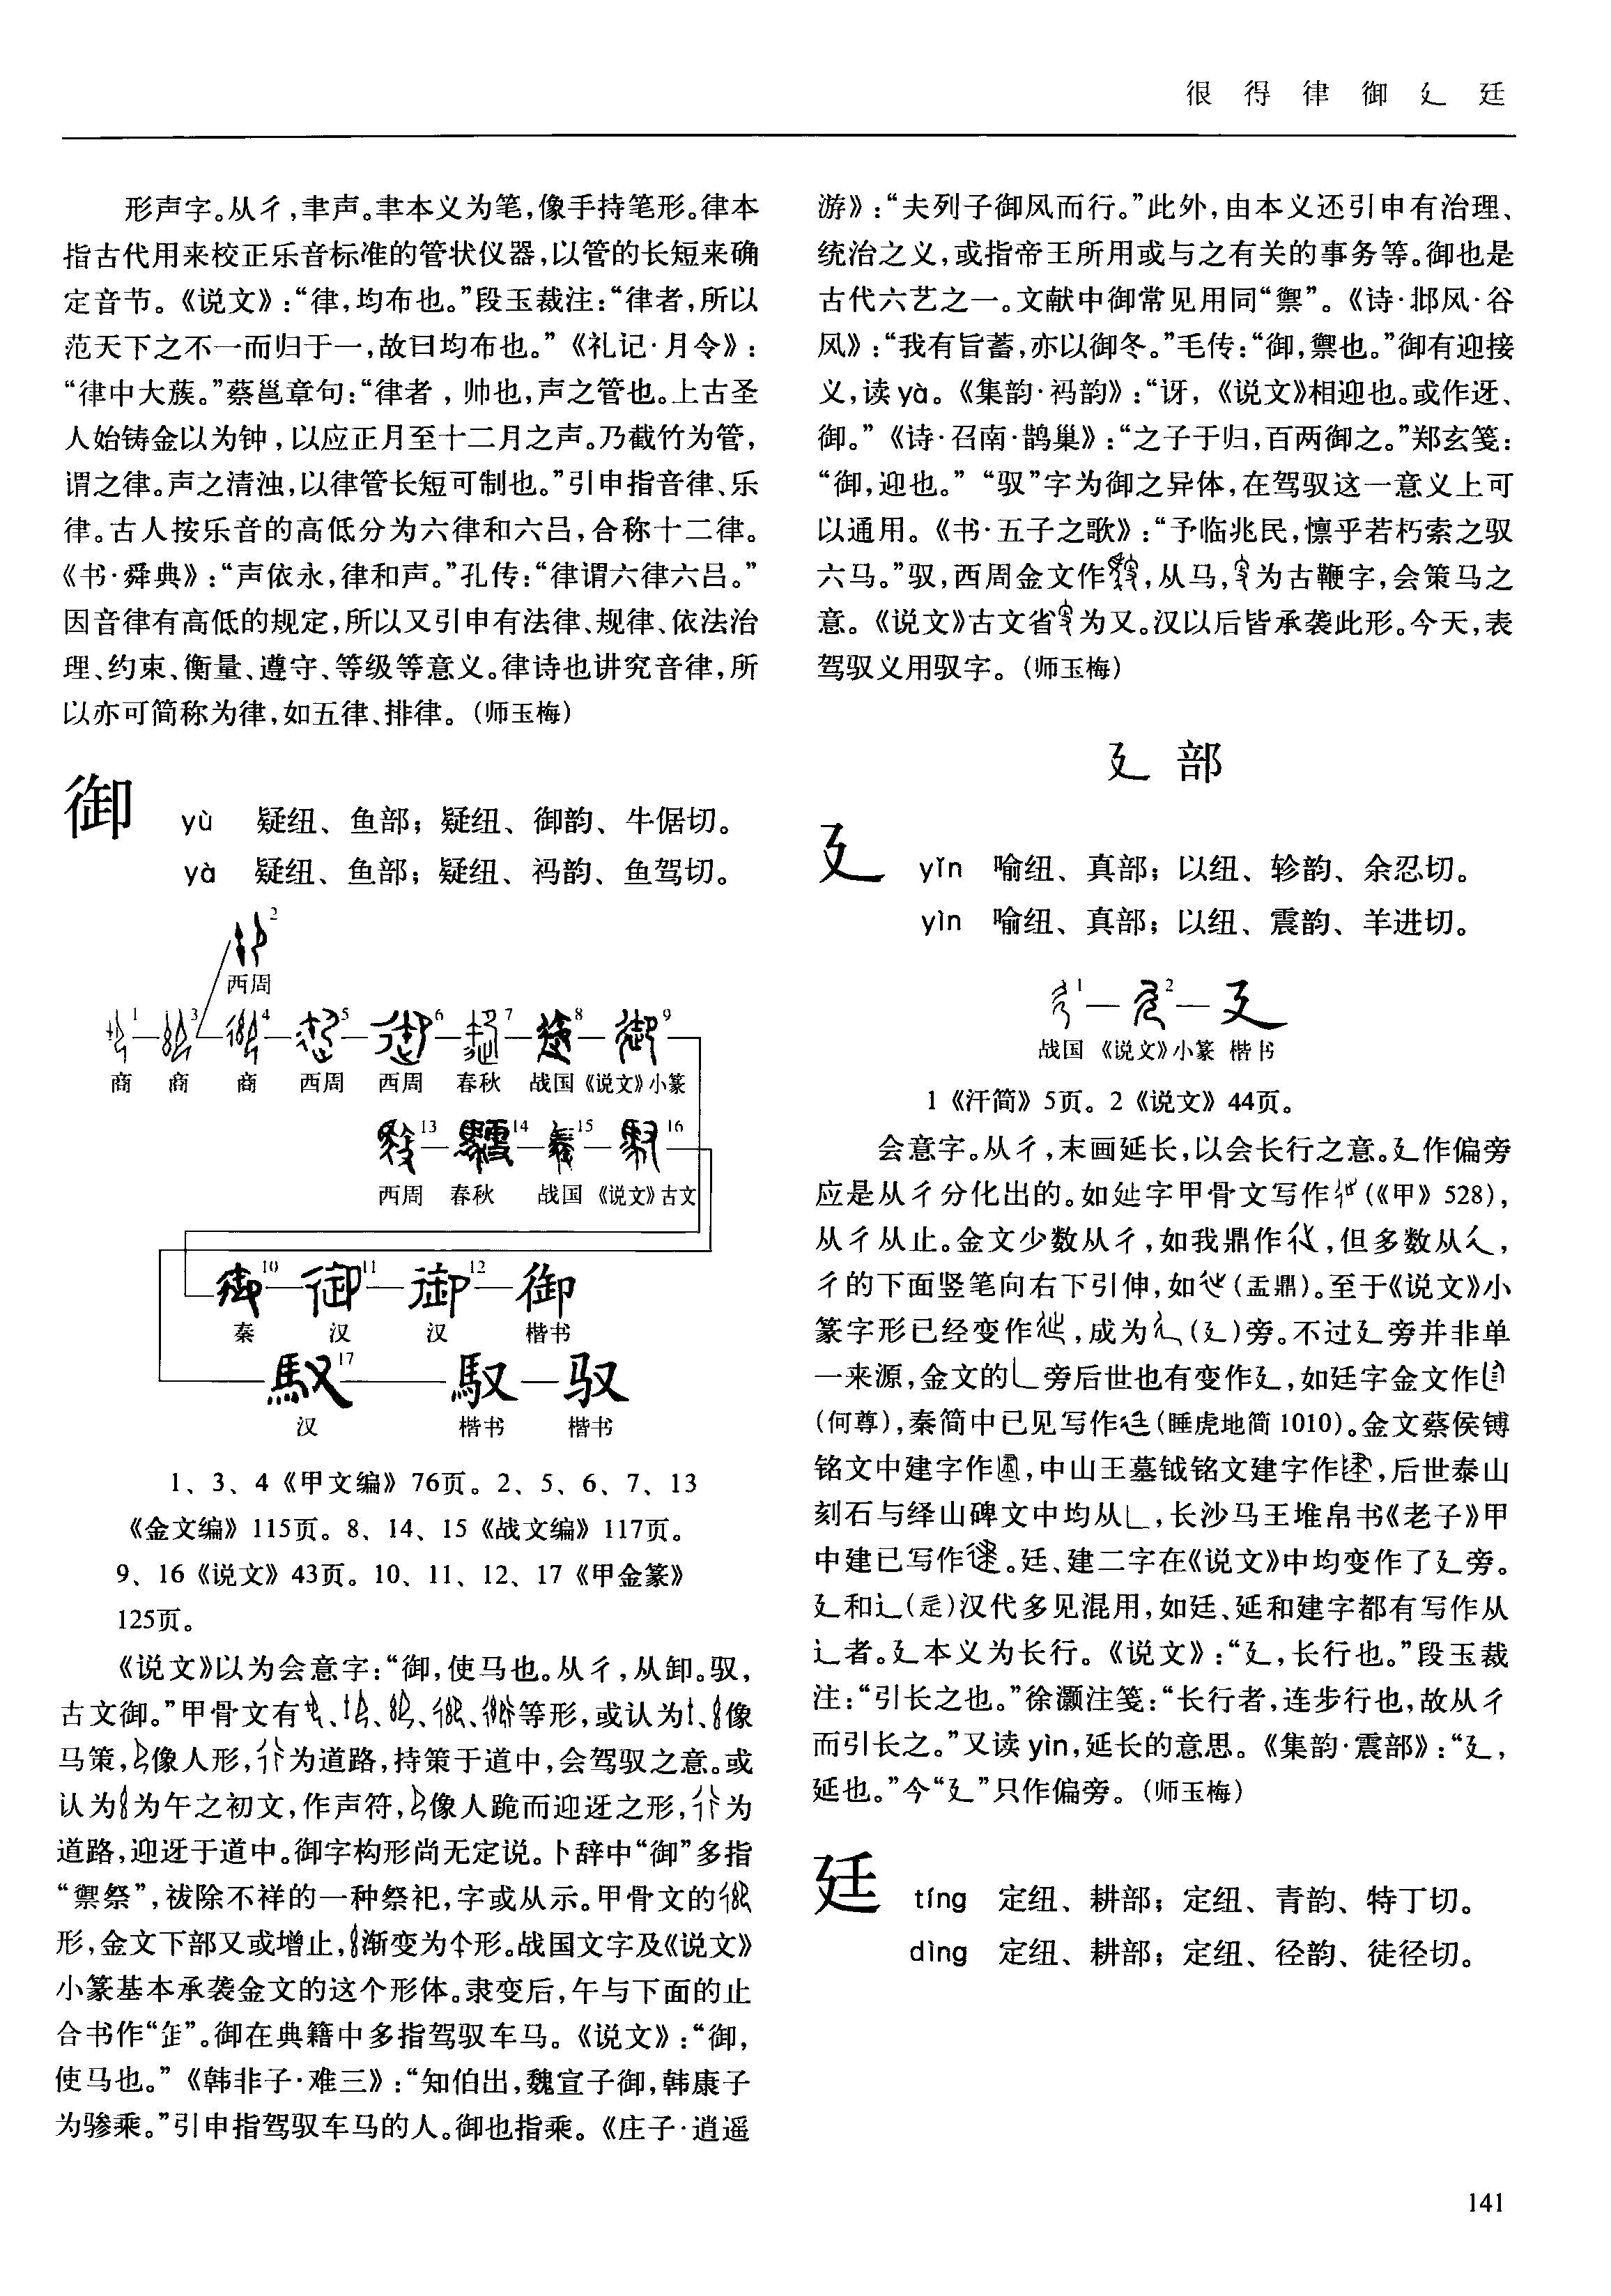 很 得 律 御 廴 廷
形声字。从彳,聿声。聿本义为笔,像手持笔形。律本
指古代用来校正乐音标准的管状仪器,以管的长短来确
定音节。《说文》:“律,均布也。”段玉裁注:“律者,所以
范天下之不一而归于一,故曰均布也。”《礼记·月令》:
“律中大蔟。”蔡邕章句:“律者,帅也,声之管也。上古圣
人始铸金以为钟,以应正月至十二月之声。乃截竹为管,
谓之律。声之清浊,以律管长短可制也。”引申指音律、乐
律。古人按乐音的高低分为六律和六吕,合称十二律。
《书·舜典》:“声依永,律和声。”孔传:“律谓六律六吕。”
因音律有高低的规定,所以又引申有法律、规律、依法治
理、约束、衡量、遵守、等级等意义。律诗也讲究音律,所
以亦可简称为律,如五律、排律。(师玉梅)
御 yù 疑纽、鱼部;疑纽、御韵、牛倨切。
yà 疑纽、鱼部;疑纽、祃韵、鱼驾切。
2
西周
1 3 4 5 6 7 8 9
商 商 商 西周 西周 春秋 战国 《说文》小篆
13 14 15 16
西周 春秋 战国 《说文》古文
10 11 12 御
秦 汉 汉 楷书
馭17 馭 驭
汉 楷书 楷书
1、3、4《甲文编》76页。2、5、6、7、13
《金文编》115页。8、14、15《战文编》117页。
9、16《说文》43页。10、11、12、17《甲金篆》
125页。
《说文》以为会意字:“御,使马也。从彳,从卸。驭,
古文御。”甲骨文有、、、、等形,或认为、像
马策,像人形,为道路,持策于道中,会驾驭之意。或
认为为午之初文,作声符,像人跪而迎迓之形,为
道路,迎迓于道中。御字构形尚无定说。卜辞中“御”多指
“禦祭”,祓除不祥的一种祭祀,字或从示。甲骨文的
形,金文下部又或增止,渐变为形。战国文字及《说文》
小篆基本承袭金文的这个形体。隶变后,午与下面的止
合书作“”。御在典籍中多指驾驭车马。《说文》:“御,
使马也。”《韩非子·难三》:“知伯出,魏宣子御,韩康子
为骖乘。”引申指驾驭车马的人。御也指乘。《庄子·逍遥
游》:“夫列子御风而行。”此外,由本义还引申有治理、
统治之义,或指帝王所用或与之有关的事务等。御也是
古代六艺之一。文献中御常见用同“禦”。《诗·邶风·谷
风》:“我有旨蓄,亦以御冬。”毛传:“御,禦也。”御有迎接
义,读yà。《集韵·祃韵》:“讶,《说文》相迎也。或作迓、
御。”《诗·召南·鹊巢》:“之子于归,百两御之。”郑玄笺:
“御,迎也。”“驭”字为御之异体,在驾驭这一意义上可
以通用。《书·五子之歌》:“予临兆民,懔乎若朽索之驭
六马。”驭,西周金文作,从马,为古鞭字,会策马之
意。《说文》古文省为又。汉以后皆承袭此形。今天,表
驾驭义用驭字。(师玉梅)
廴 部
廴 yǐn 喻纽、真部;以纽、轸韵、余忍切。
yìn 喻纽、真部;以纽、震韵、羊进切。
1 2 廴
战国 《说文》小篆 楷书
1《汗简》5页。2《说文》44页。
会意字。从彳,末画延长,以会长行之意。廴作偏旁
应是从彳分化出的。如㢟字甲骨文写作(《甲》528),
从彳从止。金文少数从彳,如我鼎作,但多数从,
彳的下面竖笔向右下引伸,如(盂鼎)。至于《说文》小
篆字形已经变作,成为(廴)旁。不过廴旁并非单
一来源,金文的旁后世也有变作廴,如廷字金文作
(何尊),秦简中已见写作(睡虎地简1010)。金文蔡侯镈
铭文中建字作,中山王墓钺铭文建字作,后世泰山
刻石与绎山碑文中均从,长沙马王堆帛书《老子》甲
中建已写作。廷、建二字在《说文》中均变作了廴旁。
廴和辶(辵)汉代多见混用,如廷、延和建字都有写作从
辶者。廴本义为长行。《说文》:“廴,长行也。”段玉裁
注:“引长之也。”徐灏注笺:“长行者,连步行也,故从彳
而引长之。”又读yìn,延长的意思。《集韵·震部》:“廴,
延也。”今“廴”只作偏旁。(师玉梅)
廷 tíng 定纽、耕部;定纽、青韵、特丁切。
dìng 定纽、耕部;定纽、径韵、徒径切。
141